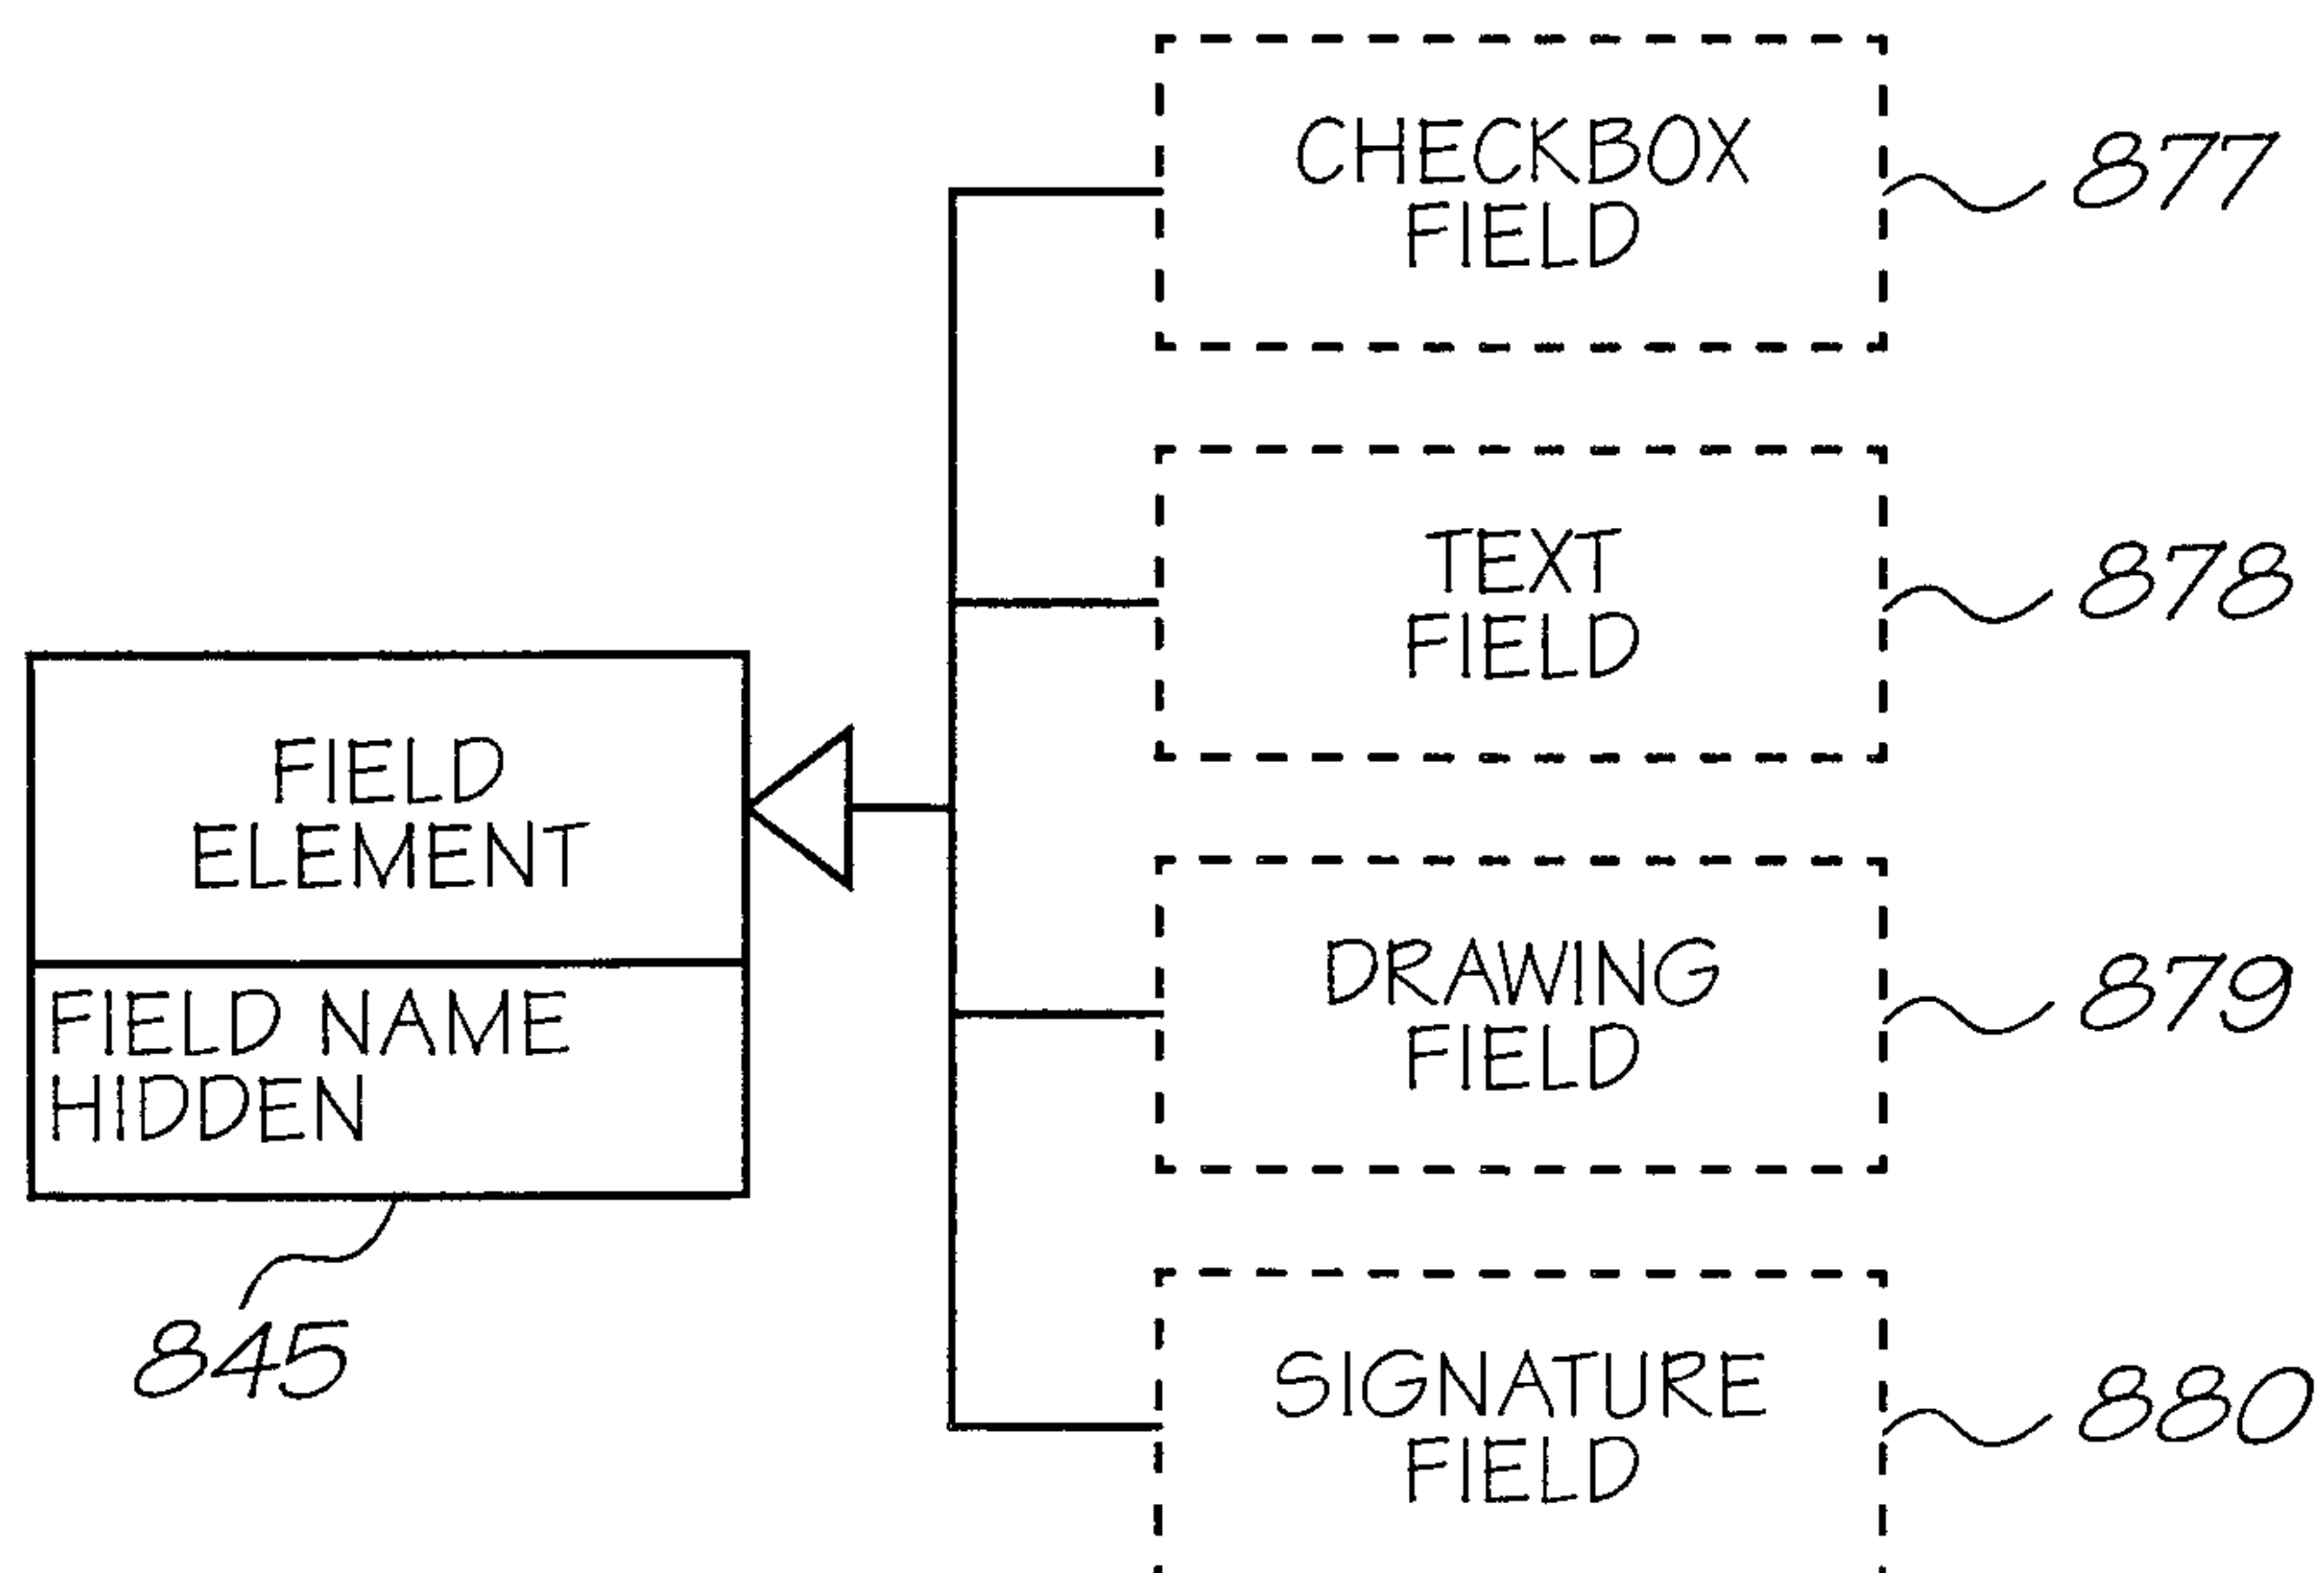 CHECKBOX
FIELD
877
TEXT
FIELD
878
FIELD
ELEMENT
FIELD NAME
HIDDEN
845
DRAWING
FIELD
879
SIGNATURE
FIELD
880